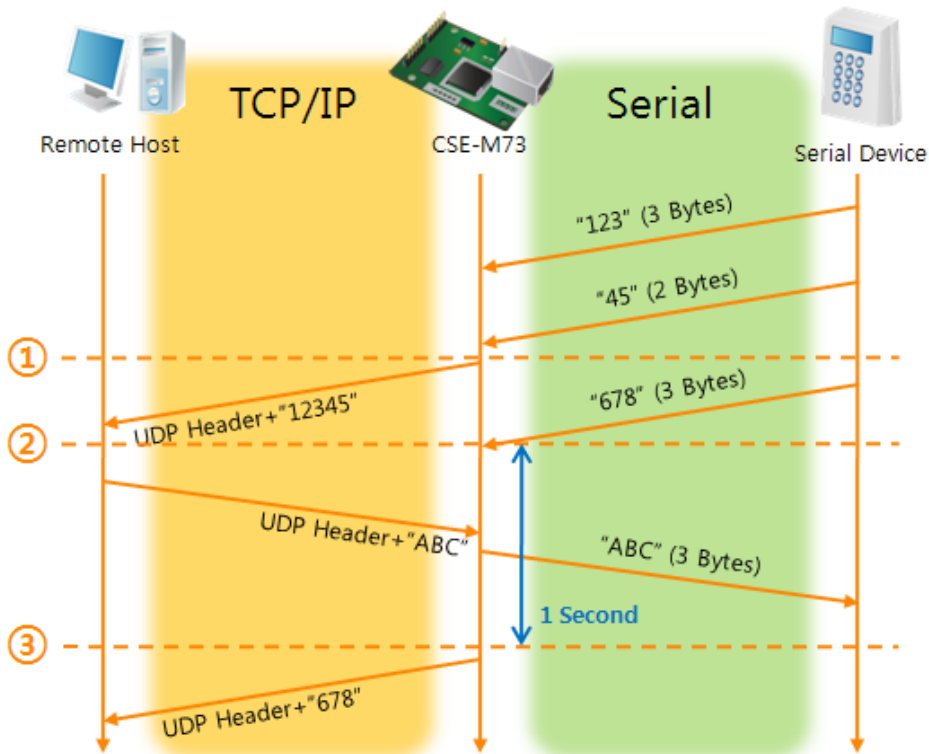 TCP/IP
Serial
Remote Host
CSE-M73
Serial Device
“123” (3 Bytes)
“45” (2 Bytes)
①
“678” (3 Bytes)
UDP Header+“12345”
②
UDP Header+“ABC”
“ABC” (3 Bytes)
1 Second
③
UDP Header+“678”